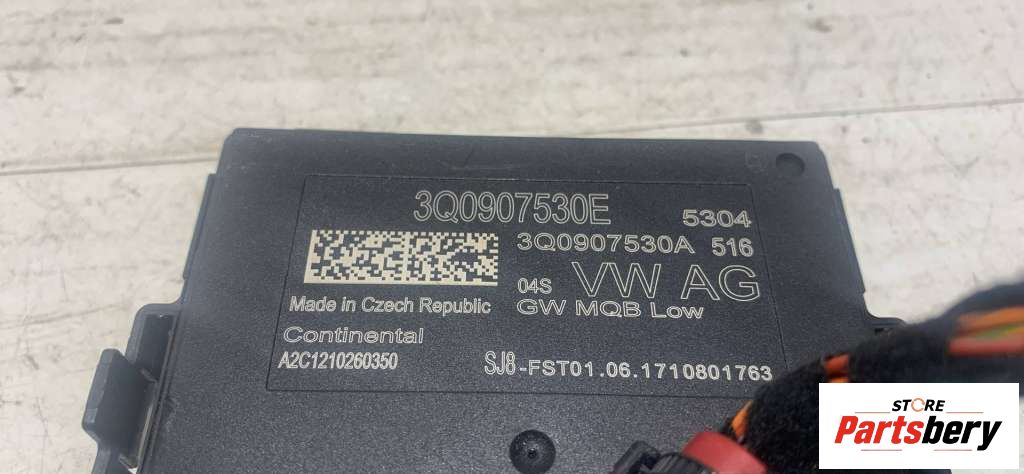 3Q0907530E
5304
3Q0907530A 516
04S VW AG
Made in Czech Republic GW MQB Low
Continental
A2C1210260350 SJ8-FST01.06.1710801763
STORE
Partsbery